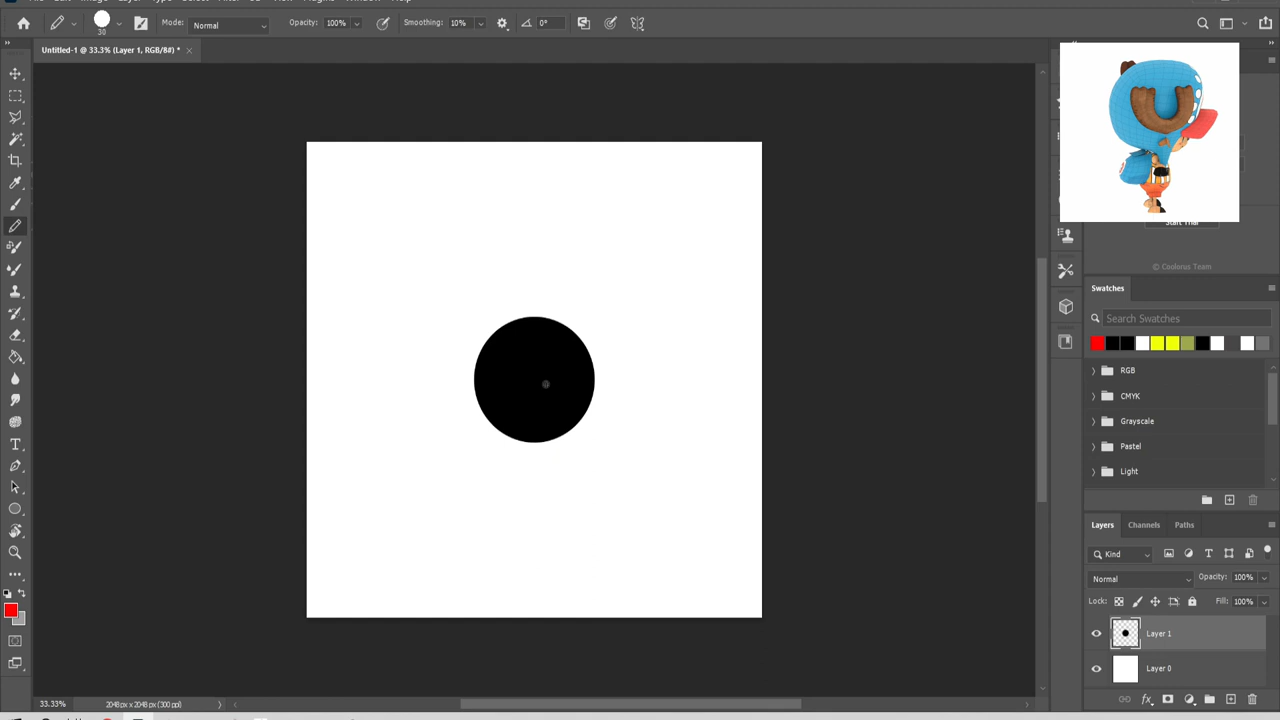 30
Mode: Normal
Opacity: 100%
Smoothing: 10%
0°
Untitled-1 @ 33.3% (Layer 1, RGB/8#) *
© Coolerus Team
Swatches
Search Swatches
RGB
CMYK
Grayscale
Pastel
Light
Layers
Channels
Paths
Kind
Normal
Opacity: 100%
Lock:
Fill: 100%
Layer 1
Layer 0
33.33%
2048 px x 2048 px (300 ppi)